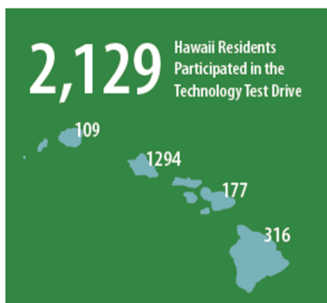 2,129
Hawaii Residents
Participated in the
Technology Test Drive
109
1294
177
316